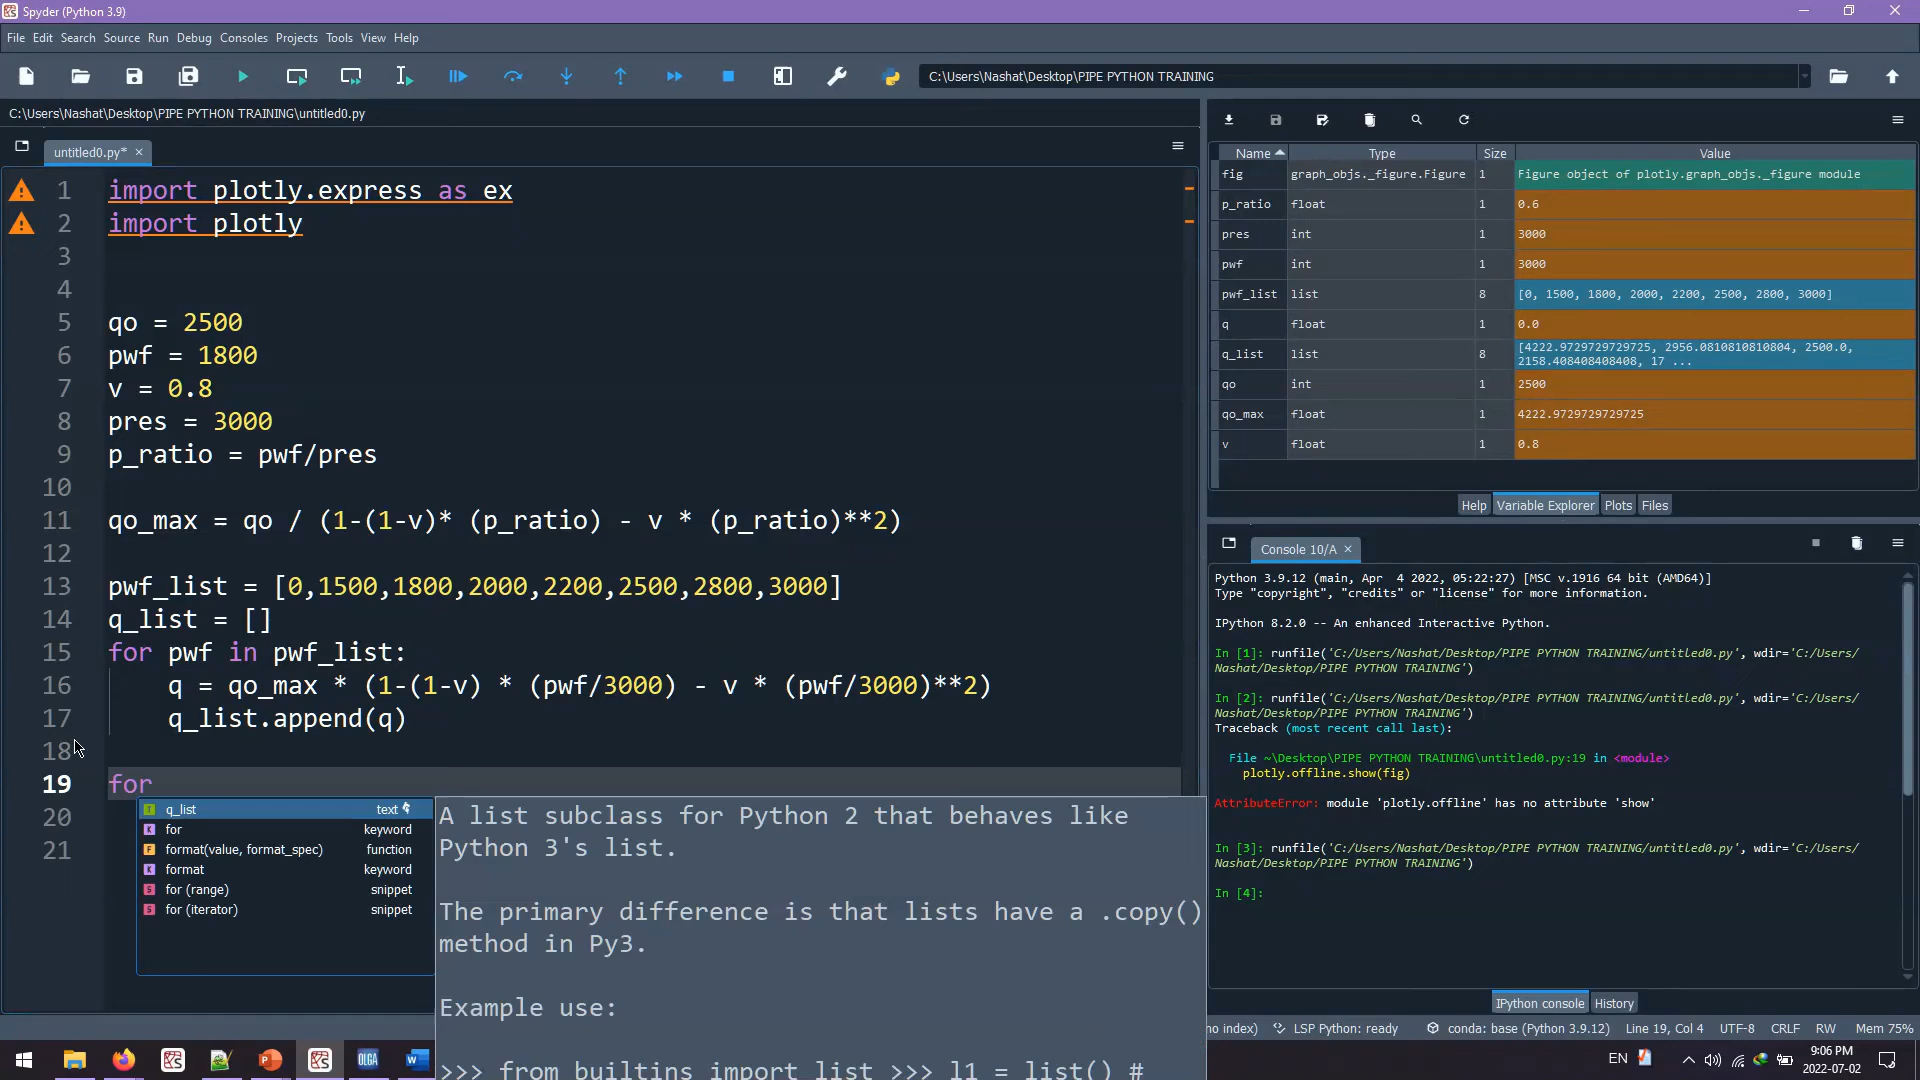 Spyder (Python 3.9)
File Edit Search Source Run Debug Consoles Projects Tools View Help
C:\Users\Nashat\Desktop\PIPE PYTHON TRAINING
C:\Users\Nashat\Desktop\PIPE PYTHON TRAINING\untitled0.py
untitled0.py*
1 import plotly.express as ex
2 import plotly
3
4
5 qo = 2500
6 pwf = 1800
7 v = 0.8
8 pres = 3000
9 p_ratio = pwf/pres
10
11 qo_max = qo / (1-(1-v)* (p_ratio) - v * (p_ratio)**2)
12
13 pwf_list = [0,1500,1800,2000,2200,2500,2800,3000]
14 q_list = []
15 for pwf in pwf_list:
16 q = qo_max * (1-(1-v) * (pwf/3000) - v * (pwf/3000)**2)
17 q_list.append(q)
18
19 for
20
21
q_list text
for keyword
format(value, format_spec) function
format keyword
for (range) snippet
for (iterator) snippet
A list subclass for Python 2 that behaves like
Python 3's list.
The primary difference is that lists have a .copy()
method in Py3.
Example use:
>>> from builtins import list >>> l1 = list() #
Name Type Size Value
fig graph_objs._figure.Figure 1 Figure object of plotly.graph_objs._figure module
p_ratio float 1 0.6
pres int 1 3000
pwf int 1 3000
pwf_list list 8 [0, 1500, 1800, 2000, 2200, 2500, 2800, 3000]
q float 1 0.0
q_list list 8 [4222.9729729729725, 2956.0810810810804, 2500.0,
2158.408408408408, 17 ...
qo int 1 2500
qo_max float 1 4222.9729729729725
v float 1 0.8
Help Variable Explorer Plots Files
Console 10/A
Python 3.9.12 (main, Apr 4 2022, 05:22:27) [MSC v.1916 64 bit (AMD64)]
Type "copyright", "credits" or "license" for more information.
IPython 8.2.0 -- An enhanced Interactive Python.
In [1]: runfile('C:/Users/Nashat/Desktop/PIPE PYTHON TRAINING/untitled0.py', wdir='C:/Users/
Nashat/Desktop/PIPE PYTHON TRAINING')
In [2]: runfile('C:/Users/Nashat/Desktop/PIPE PYTHON TRAINING/untitled0.py', wdir='C:/Users/
Nashat/Desktop/PIPE PYTHON TRAINING')
Traceback (most recent call last):
File ~\Desktop\PIPE PYTHON TRAINING\untitled0.py:19 in <module>
plotly.offline.show(fig)
AttributeError: module 'plotly.offline' has no attribute 'show'
In [3]: runfile('C:/Users/Nashat/Desktop/PIPE PYTHON TRAINING/untitled0.py', wdir='C:/Users/
Nashat/Desktop/PIPE PYTHON TRAINING')
In [4]:
IPython console History
no index) LSP Python: ready conda: base (Python 3.9.12) Line 19, Col 4 UTF-8 CRLF RW Mem 75%
OLGA
EN
9:06 PM
2022-07-02